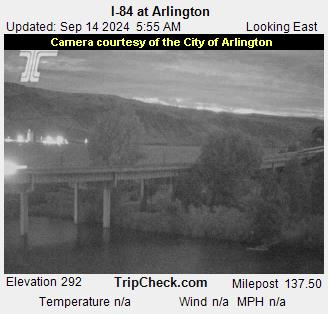 I-84 at Arlington
Updated: Sep 14 2024 5:55 AM Looking East
Camera courtesy of the City of Arlington
Elevation 292 TripCheck.com Milepost 137.50
Temperature n/a Wind n/a MPH n/a